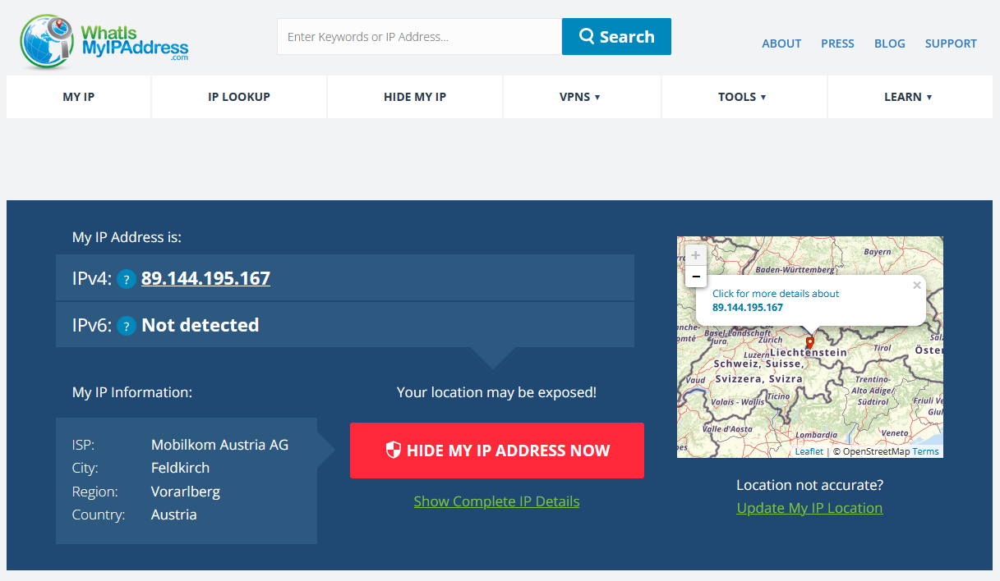 WhatIs
MyIPAddress
.com
Enter Keywords or IP Address...
Search
ABOUT PRESS BLOG SUPPORT
MY IP IP LOOKUP HIDE MY IP VPNS ▼ TOOLS ▼ LEARN ▼
My IP Address is:
IPv4: ? 89.144.195.167
IPv6: ? Not detected
My IP Information:
ISP: Mobilkom Austria AG
City: Feldkirch
Region: Vorarlberg
Country: Austria
Your location may be exposed!
HIDE MY IP ADDRESS NOW
Show Complete IP Details
+
−
Bayern
Baden-Württemberg
Click for more details about
89.144.195.167
×
Basel-Landschaft
Jura Zürich
Luzern Liechtenstein
Tirol
Schweiz, Suisse,
Svizzera, Svizra
Vaud
Trentino-
Alto Adige/
Südtirol
Valais - Wallis
Ticino
Valle d'Aosta
Lombardia
Veneto
Leaflet | © OpenStreetMap Terms
Location not accurate?
Update My IP Location